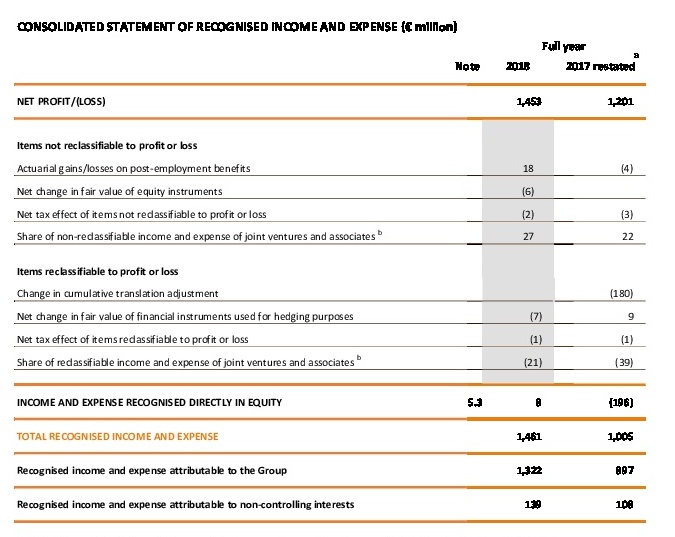 CONSOLIDATED STATEMENT OF RECOGNISED INCOME AND EXPENSE (€ million)
Full year
Note 2018 2017 restated a
NET PROFIT/(LOSS) 1,453 1,201
Items not reclassifiable to profit or loss
Actuarial gains/losses on post-employment benefits 18 (4)
Net change in fair value of equity instruments (6)
Net tax effect of items not reclassifiable to profit or loss (2) (3)
Share of non-reclassifiable income and expense of joint ventures and associates b 27 22
Items reclassifiable to profit or loss
Change in cumulative translation adjustment (180)
Net change in fair value of financial instruments used for hedging purposes (7) 9
Net tax effect of items reclassifiable to profit or loss (1) (1)
Share of reclassifiable income and expense of joint ventures and associates b (21) (39)
INCOME AND EXPENSE RECOGNISED DIRECTLY IN EQUITY 5.3 8 (196)
TOTAL RECOGNISED INCOME AND EXPENSE 1,461 1,005
Recognised income and expense attributable to the Group 1,322 897
Recognised income and expense attributable to non-controlling interests 139 108